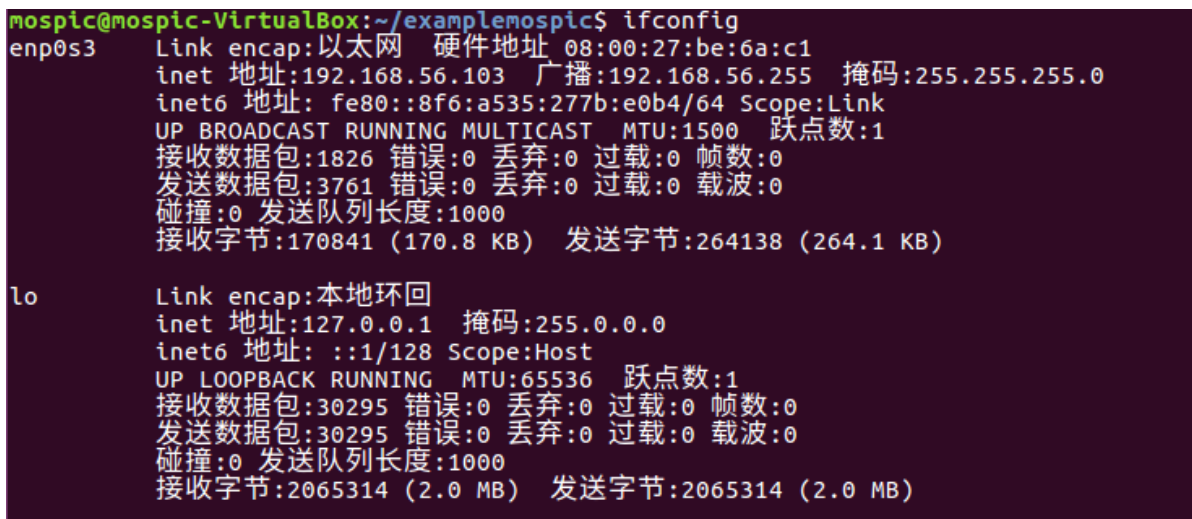 mospic@mospic-VirtualBox:~/examplemospic$ ifconfig
enp0s3    Link encap:以太网  硬件地址 08:00:27:be:6a:c1
          inet 地址:192.168.56.103  广播:192.168.56.255  掩码:255.255.255.0
          inet6 地址: fe80::8f6:a535:277b:e0b4/64 Scope:Link
          UP BROADCAST RUNNING MULTICAST  MTU:1500  跃点数:1
          接收数据包:1826 错误:0 丢弃:0 过载:0 帧数:0
          发送数据包:3761 错误:0 丢弃:0 过载:0 载波:0
          碰撞:0 发送队列长度:1000
          接收字节:170841 (170.8 KB)  发送字节:264138 (264.1 KB)

lo        Link encap:本地环回
          inet 地址:127.0.0.1  掩码:255.0.0.0
          inet6 地址: ::1/128 Scope:Host
          UP LOOPBACK RUNNING  MTU:65536  跃点数:1
          接收数据包:30295 错误:0 丢弃:0 过载:0 帧数:0
          发送数据包:30295 错误:0 丢弃:0 过载:0 载波:0
          碰撞:0 发送队列长度:1000
          接收字节:2065314 (2.0 MB)  发送字节:2065314 (2.0 MB)